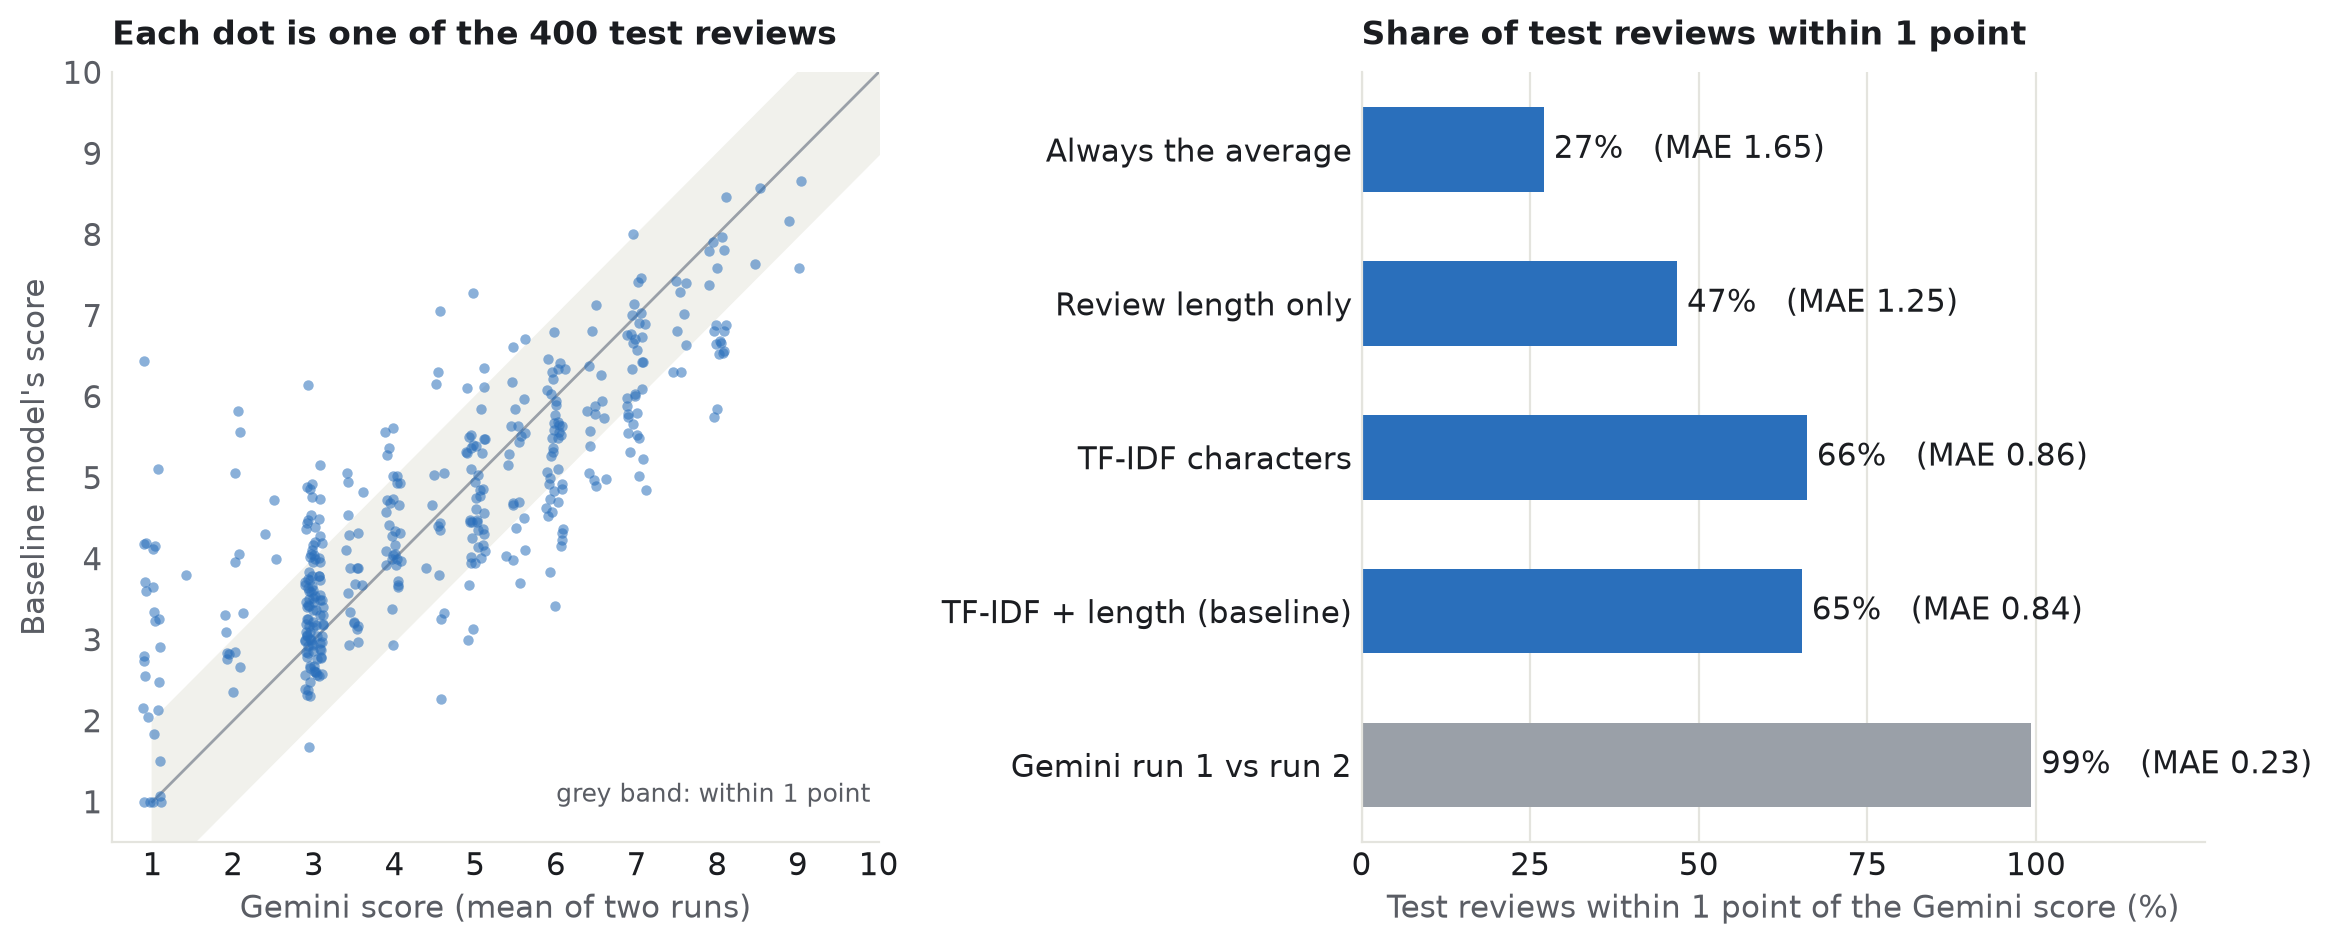 Each dot is one of the 400 test reviews
10
9
8
7
6
5
4
3
2
1
Baseline model's score
grey band: within 1 point
1 2 3 4 5 6 7 8 9 10
Gemini score (mean of two runs)
Share of test reviews within 1 point
Always the average 27% (MAE 1.65)
Review length only 47% (MAE 1.25)
TF-IDF characters 66% (MAE 0.86)
TF-IDF + length (baseline) 65% (MAE 0.84)
Gemini run 1 vs run 2 99% (MAE 0.23)
0 25 50 75 100
Test reviews within 1 point of the Gemini score (%)